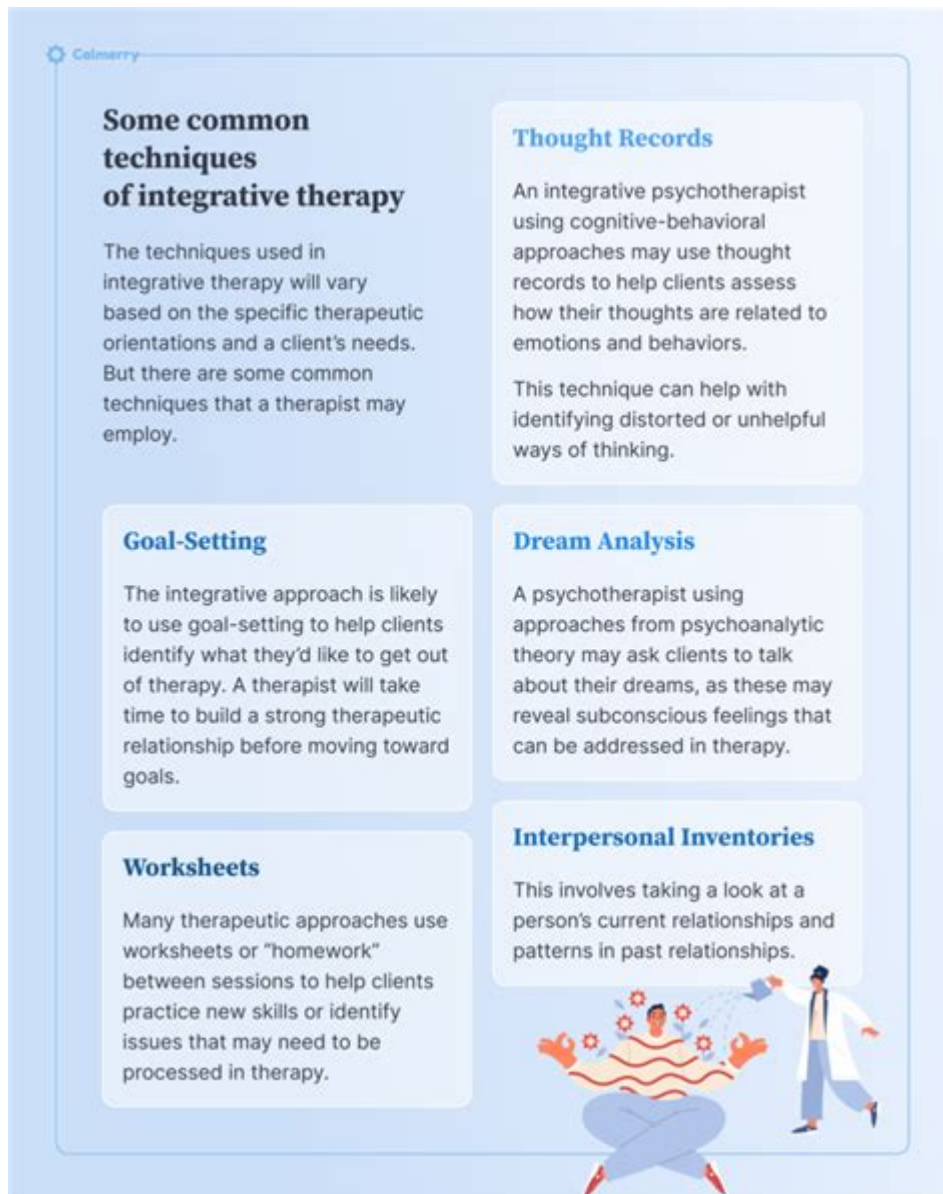 Calmerry
Some common
techniques
of integrative therapy
The techniques used in
integrative therapy will vary
based on the specific therapeutic
orientations and a client's needs.
But there are some common
techniques that a therapist may
employ.
Thought Records
An integrative psychotherapist
using cognitive-behavioral
approaches may use thought
records to help clients assess
how their thoughts are related to
emotions and behaviors.
This technique can help with
identifying distorted or unhelpful
ways of thinking.
Goal-Setting
The integrative approach is likely
to use goal-setting to help clients
identify what they'd like to get out
of therapy. A therapist will take
time to build a strong therapeutic
relationship before moving toward
goals.
Dream Analysis
A psychotherapist using
approaches from psychoanalytic
theory may ask clients to talk
about their dreams, as these may
reveal subconscious feelings that
can be addressed in therapy.
Worksheets
Many therapeutic approaches use
worksheets or "homework"
between sessions to help clients
practice new skills or identify
issues that may need to be
processed in therapy.
Interpersonal Inventories
This involves taking a look at a
person's current relationships and
patterns in past relationships.